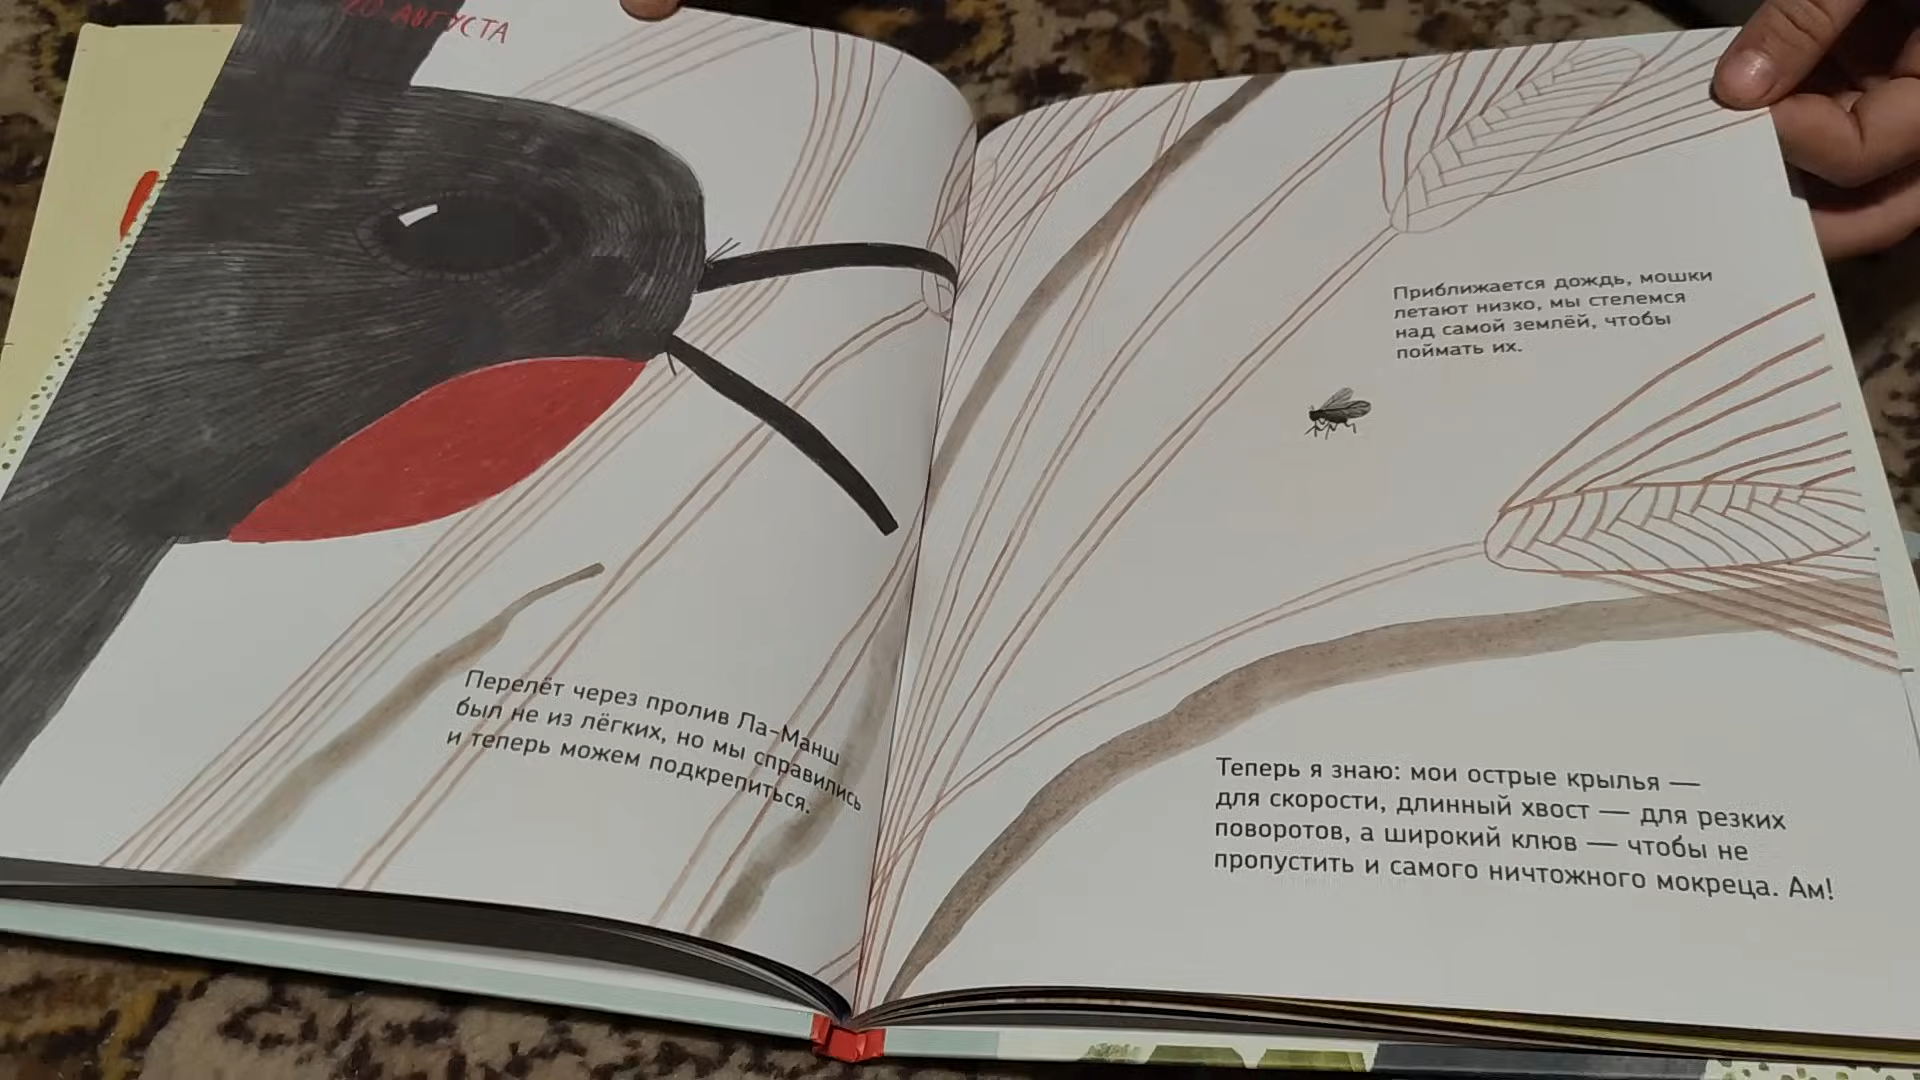 20 АВГУСТА
Перелёт через пролив Ла-Манш
был не из лёгких, но мы справились
и теперь можем подкрепиться.
Приближается дождь, мошки
летают низко, мы стелемся
над самой землёй, чтобы
поймать их.
Теперь я знаю: мои острые крылья —
для скорости, длинный хвост — для резких
поворотов, а широкий клюв — чтобы не
пропустить и самого ничтожного мокреца. Ам!